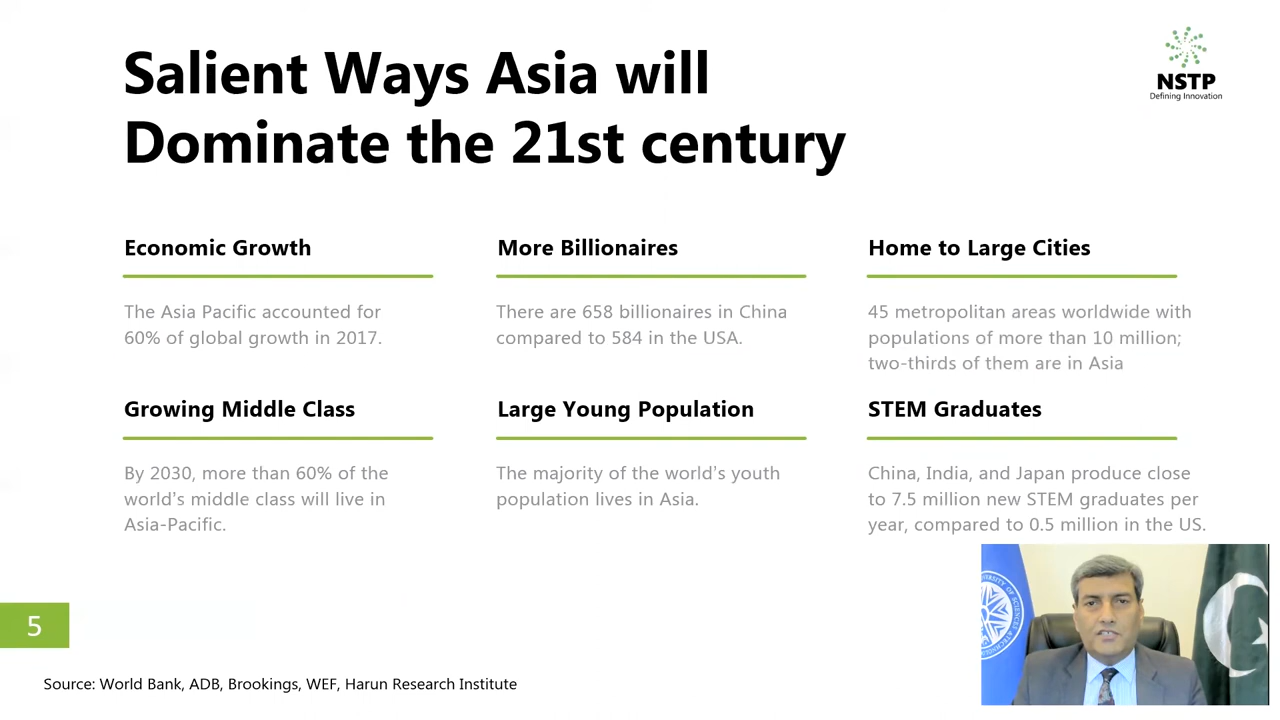 Salient Ways Asia will
Dominate the 21st century
NSTP
Defining Innovation
Economic Growth
The Asia Pacific accounted for
60% of global growth in 2017.
More Billionaires
There are 658 billionaires in China
compared to 584 in the USA.
Home to Large Cities
45 metropolitan areas worldwide with
populations of more than 10 million;
two-thirds of them are in Asia
Growing Middle Class
By 2030, more than 60% of the
world's middle class will live in
Asia-Pacific.
Large Young Population
The majority of the world's youth
population lives in Asia.
STEM Graduates
China, India, and Japan produce close
to 7.5 million new STEM graduates per
year, compared to 0.5 million in the US.
5
Source: World Bank, ADB, Brookings, WEF, Harun Research Institute